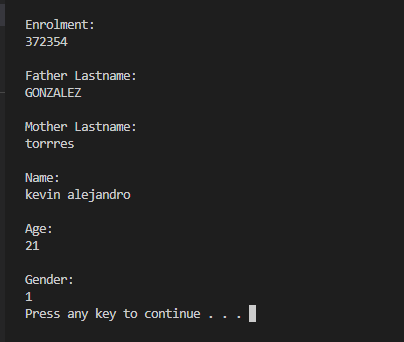 Enrolment:
372354
Father Lastname:
GONZALEZ
Mother Lastname:
torrres
Name:
kevin alejandro
Age:
21
Gender:
1
Press any key to continue . . .